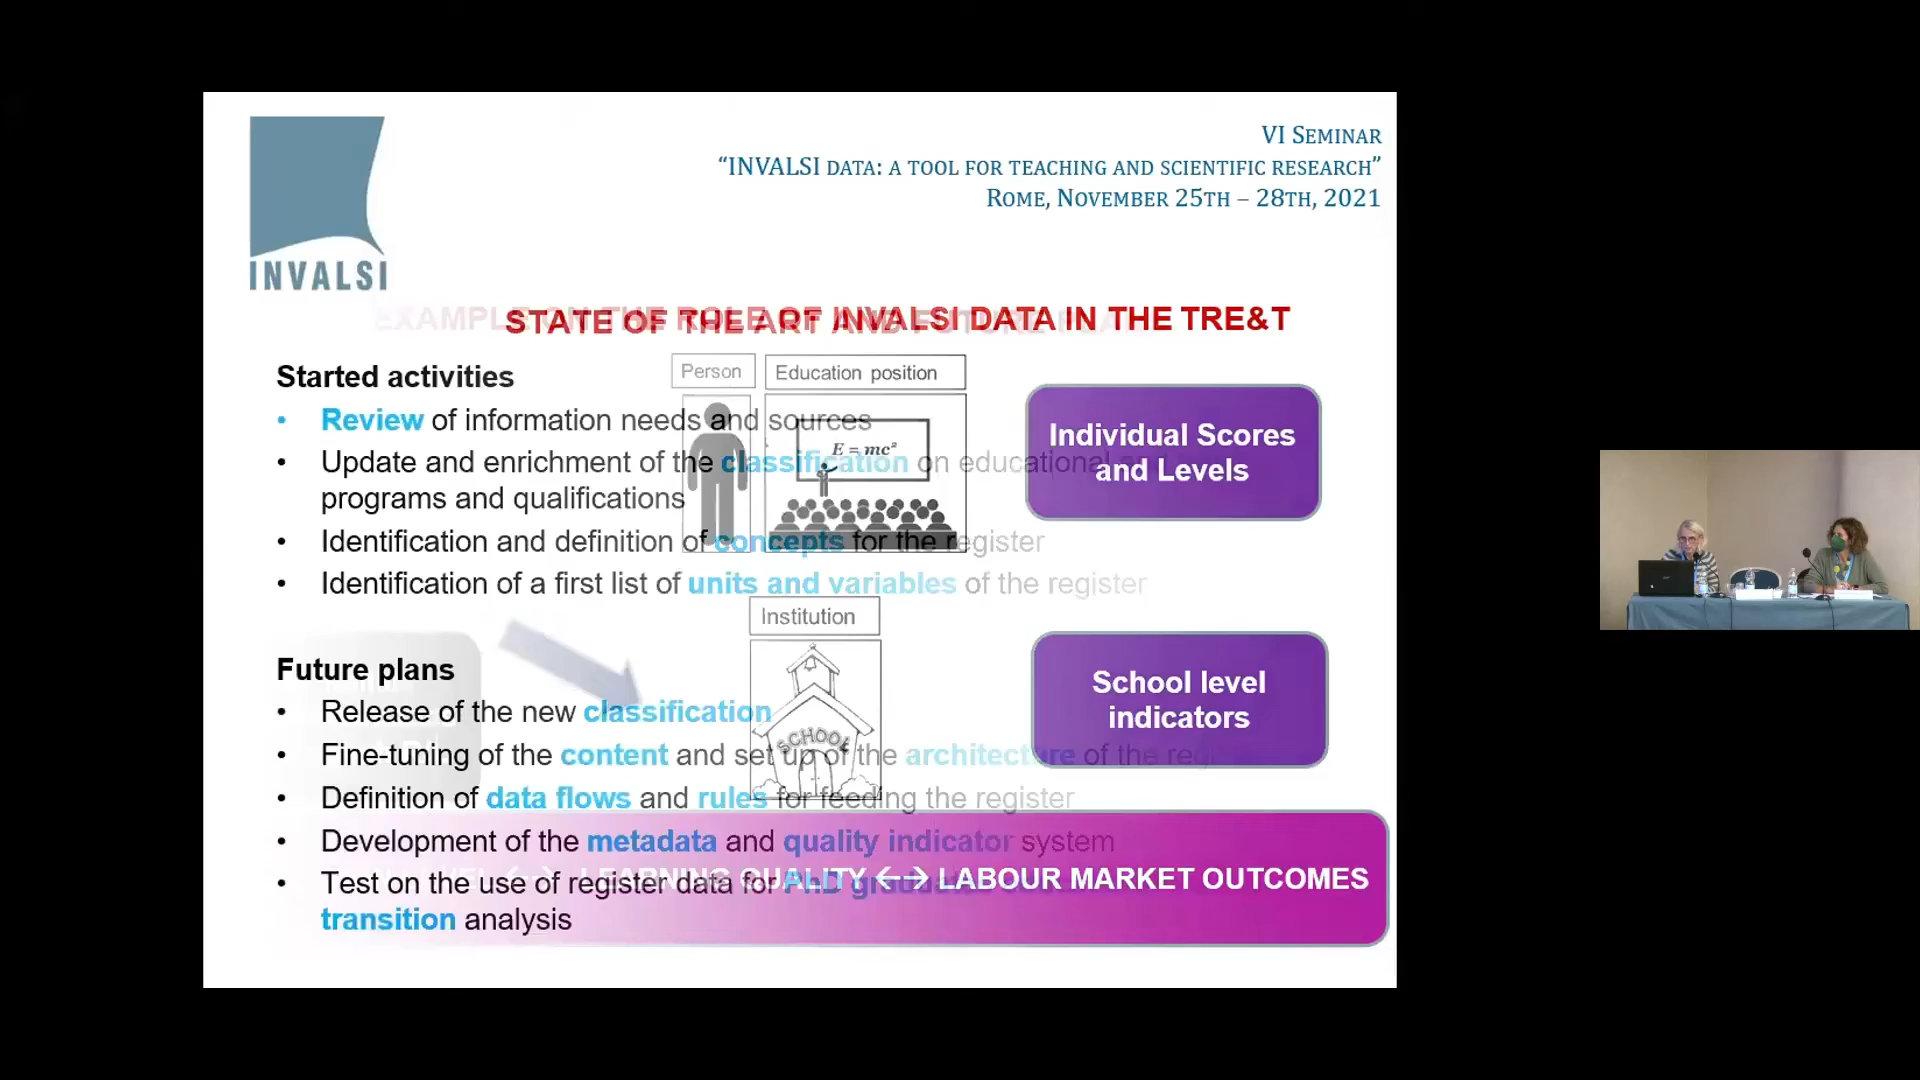 VI SEMINAR
“INVALSI DATA: A TOOL FOR TEACHING AND SCIENTIFIC RESEARCH”
ROME, NOVEMBER 25TH – 28TH, 2021
INVALSI
EXAMPLE ON THE ROLE OF INVALSI DATA IN THE TRE&T
STATE OF THE ART AND FUTURE
Started activities
• Review of information needs and sources
• Update and enrichment of the classification on educational
programs and qualifications
• Identification and definition of concepts for the register
• Identification of a first list of units and variables of the register
Person
Education position
E = mc²
Individual Scores
and Levels
Institution
SCHOOL
School level
indicators
Future plans
• Release of the new classification
• Fine-tuning of the content and set up of the architecture of the
• Definition of data flows and rules for feeding the register
• Development of the metadata and quality indicator system
• Test on the use of register data for PhD
transition analysis
LEARNING QUALITY ←→ LABOUR MARKET OUTCOMES